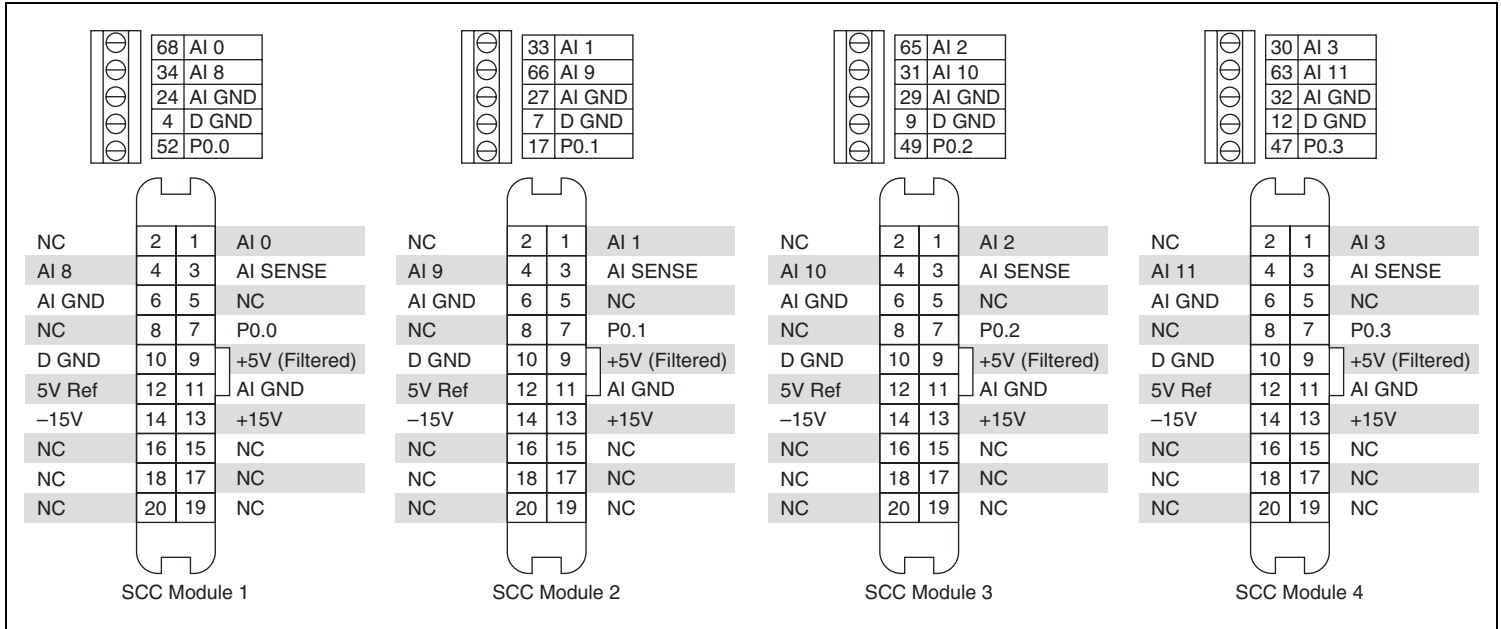 68 AI 0
34 AI 8
24 AI GND
4 D GND
52 P0.0
33 AI 1
66 AI 9
27 AI GND
7 D GND
17 P0.1
65 AI 2
31 AI 10
29 AI GND
9 D GND
49 P0.2
30 AI 3
63 AI 11
32 AI GND
12 D GND
47 P0.3
NC 2 1 AI 0
AI 8 4 3 AI SENSE
AI GND 6 5 NC
NC 8 7 P0.0
D GND 10 9 +5V (Filtered)
5V Ref 12 11 AI GND
–15V 14 13 +15V
NC 16 15 NC
NC 18 17 NC
NC 20 19 NC
SCC Module 1
NC 2 1 AI 1
AI 9 4 3 AI SENSE
AI GND 6 5 NC
NC 8 7 P0.1
D GND 10 9 +5V (Filtered)
5V Ref 12 11 AI GND
–15V 14 13 +15V
NC 16 15 NC
NC 18 17 NC
NC 20 19 NC
SCC Module 2
NC 2 1 AI 2
AI 10 4 3 AI SENSE
AI GND 6 5 NC
NC 8 7 P0.2
D GND 10 9 +5V (Filtered)
5V Ref 12 11 AI GND
–15V 14 13 +15V
NC 16 15 NC
NC 18 17 NC
NC 20 19 NC
SCC Module 3
NC 2 1 AI 3
AI 11 4 3 AI SENSE
AI GND 6 5 NC
NC 8 7 P0.3
D GND 10 9 +5V (Filtered)
5V Ref 12 11 AI GND
–15V 14 13 +15V
NC 16 15 NC
NC 18 17 NC
NC 20 19 NC
SCC Module 4